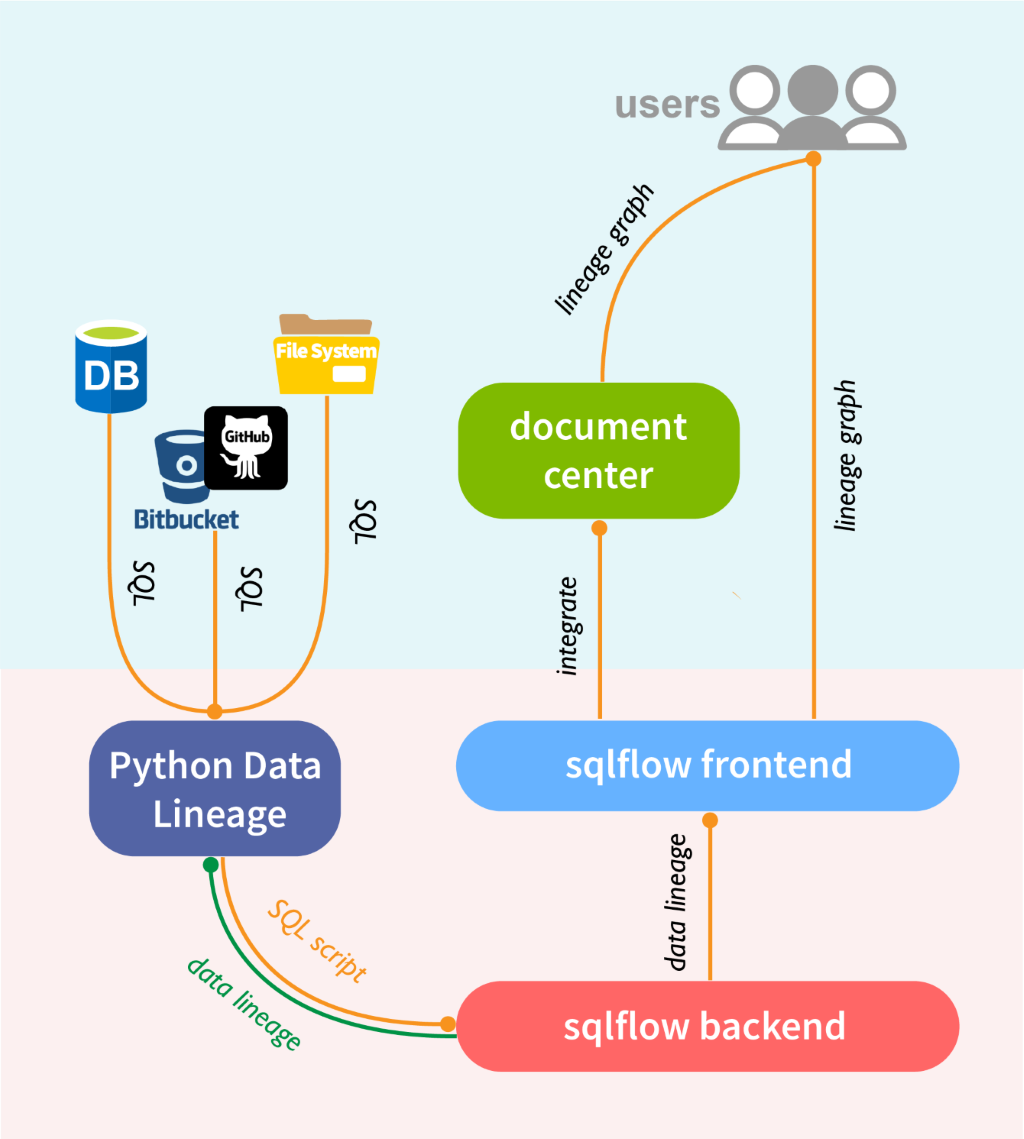 users
lineage graph
File System
DB
GitHub
Bitbucket
document
center
lineage graph
SQL
SQL
SQL
integrate
Python Data
Lineage
sqlflow frontend
data lineage
SQL script
data lineage
sqlflow backend